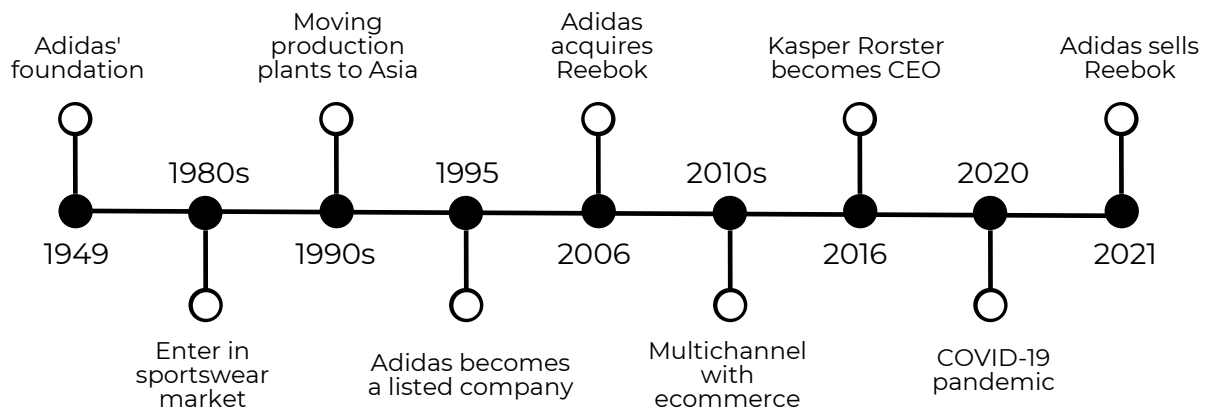 Adidas'
foundation
1949
1980s
Enter in
sportswear
market
Moving
production
plants to Asia
1990s
1995
Adidas becomes
a listed company
Adidas
acquires
Reebok
2006
2010s
Multichannel
with
ecommerce
Kasper Rorster
becomes CEO
2016
2020
COVID-19
pandemic
Adidas sells
Reebok
2021